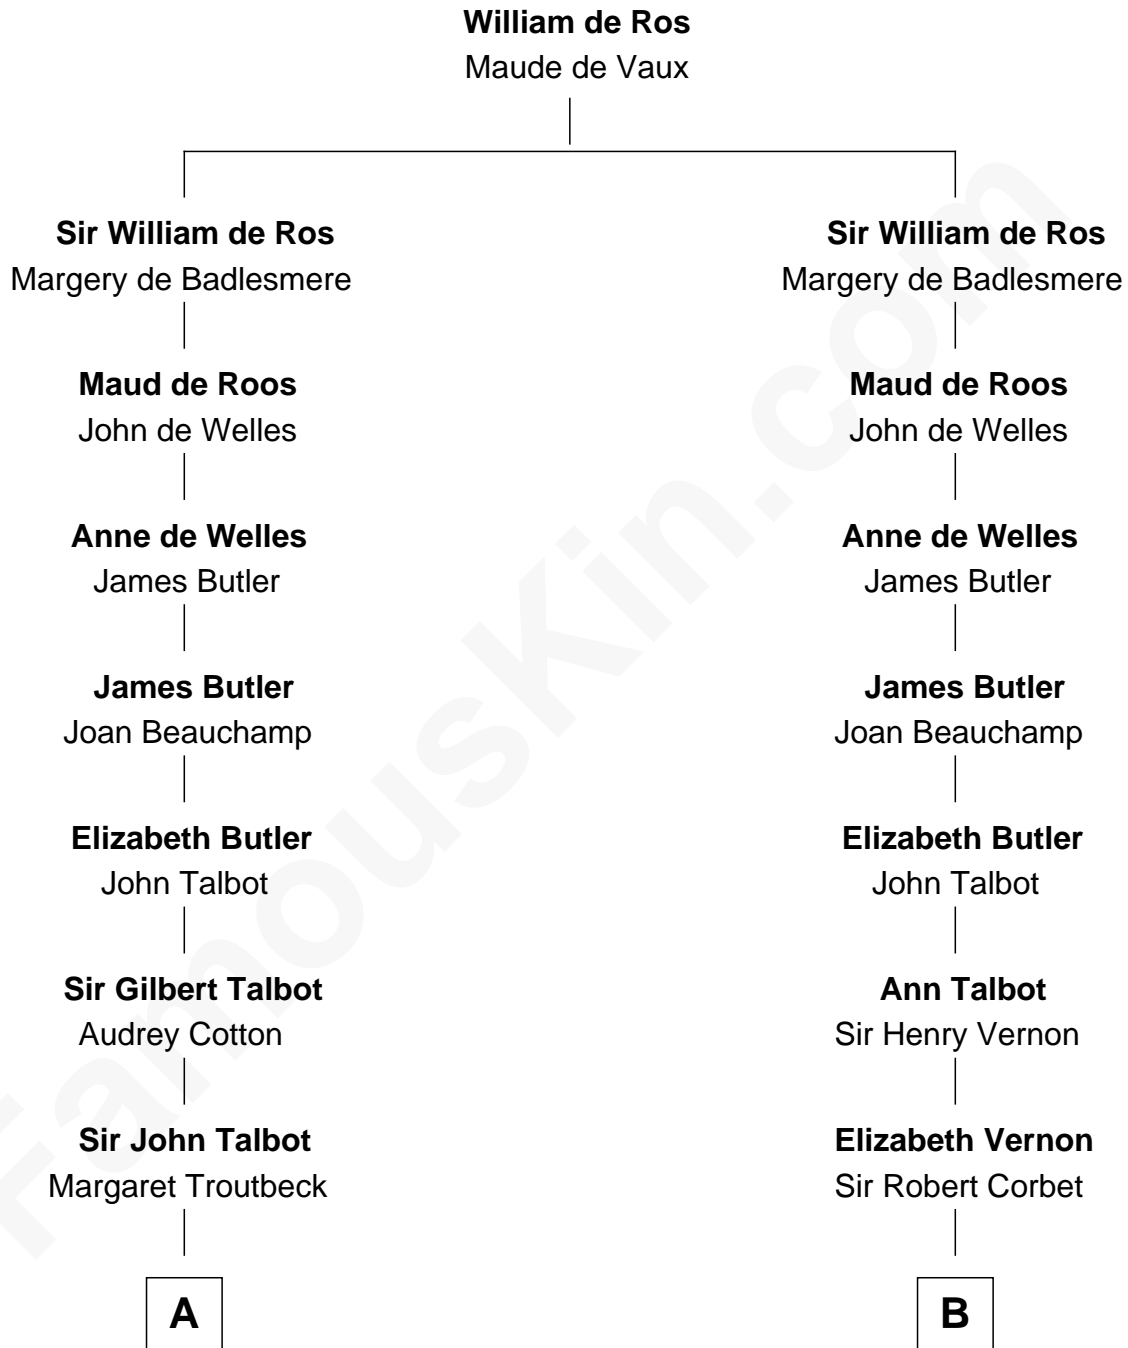 William de Ros
Maude de Vaux
Sir William de Ros
Margery de Badlesmere
Sir William de Ros
Margery de Badlesmere
Maud de Roos
John de Welles
Maud de Roos
John de Welles
Anne de Welles
James Butler
Anne de Welles
James Butler
James Butler
Joan Beauchamp
James Butler
Joan Beauchamp
Elizabeth Butler
John Talbot
Elizabeth Butler
John Talbot
Sir Gilbert Talbot
Audrey Cotton
Ann Talbot
Sir Henry Vernon
Sir John Talbot
Margaret Troutbeck
Elizabeth Vernon
Sir Robert Corbet
A
B
FamousKin.com